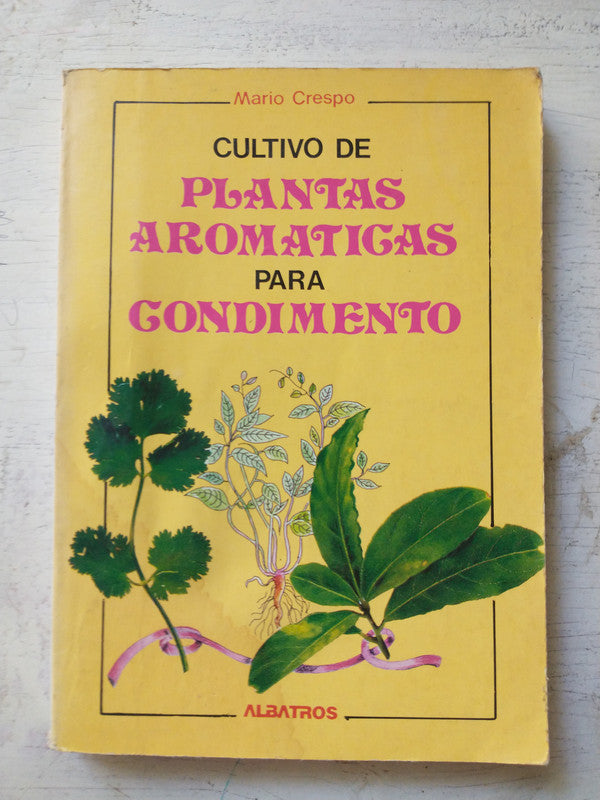 Mario Crespo
CULTIVO DE
PLANTAS
AROMATICAS
PARA
CONDIMENTO
ALBATROS